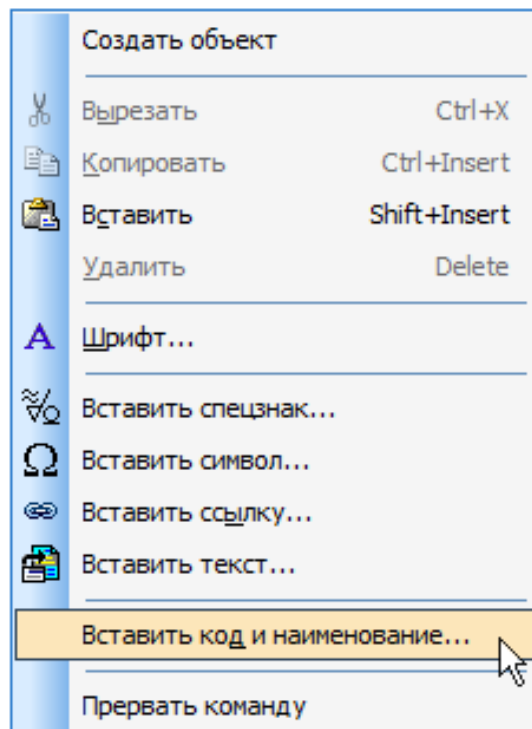 Создать объект
Вырезать Ctrl+X
Копировать Ctrl+Insert
Вставить Shift+Insert
Удалить Delete
Шрифт...
Вставить спецзнак...
Вставить символ...
Вставить ссылку...
Вставить текст...
Вставить код и наименование...
Прервать команду